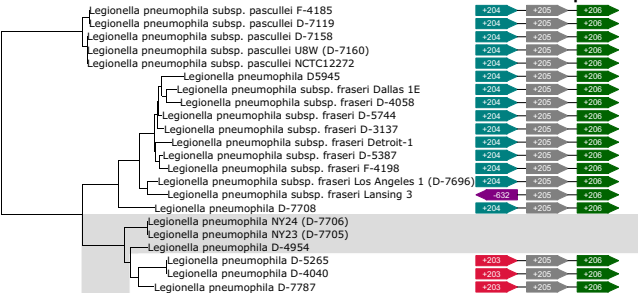 Legionella pneumophila subsp. pascullei F-4185 +204 +205 +206
Legionella pneumophila subsp. pascullei D-7119 +204 +205 +206
Legionella pneumophila subsp. pascullei D-7158 +204 +205 +206
Legionella pneumophila subsp. pascullei U8W (D-7160) +204 +205 +206
Legionella pneumophila subsp. pascullei NCTC12272 +204 +205 +206
Legionella pneumophila D5945 +204 +205 +206
Legionella pneumophila subsp. fraseri Dallas 1E +204 +205 +206
Legionella pneumophila subsp. fraseri D-4058 +204 +205 +206
Legionella pneumophila subsp. fraseri D-5744 +204 +205 +206
Legionella pneumophila subsp. fraseri D-3137 +204 +205 +206
Legionella pneumophila subsp. fraseri Detroit-1 +204 +205 +206
Legionella pneumophila subsp. fraseri D-5387 +204 +205 +206
Legionella pneumophila subsp. fraseri F-4198 +204 +205 +206
Legionella pneumophila subsp. fraseri Los Angeles 1 (D-7696) +204 +205 +206
Legionella pneumophila subsp. fraseri Lansing 3 -632 +205 +206
Legionella pneumophila D-7708 +204 +205 +206
Legionella pneumophila NY24 (D-7706)
Legionella pneumophila NY23 (D-7705)
Legionella pneumophila D-4954
Legionella pneumophila D-5265 +203 +205 +206
Legionella pneumophila D-4040 +203 +205 +206
Legionella pneumophila D-7787 +203 +205 +206